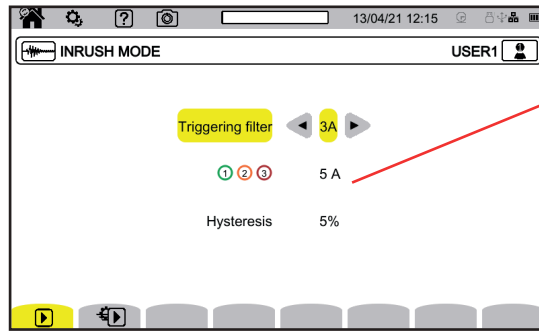 ?
13/04/21 12:15
INRUSH MODE
USER1
Triggering filter
3A
1 2 3
5 A
Hysteresis
5%